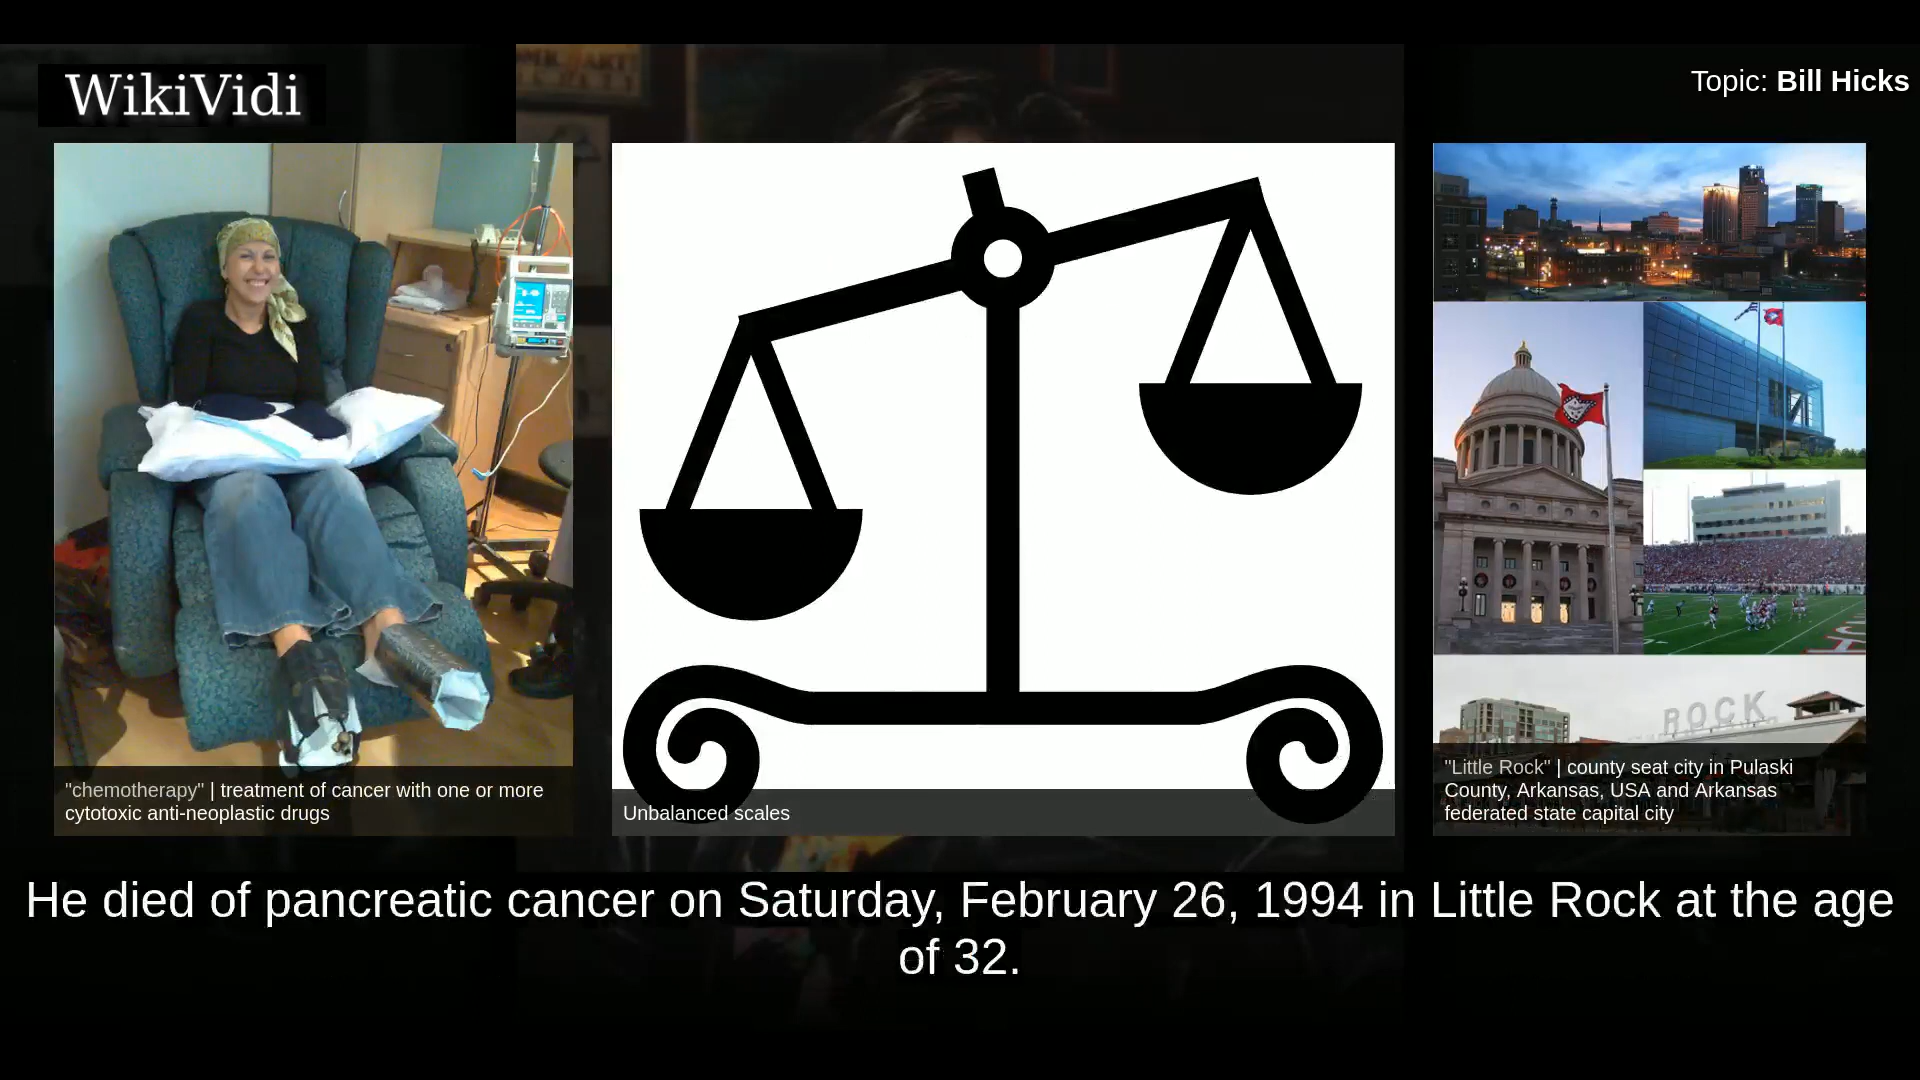 WikiVidi
Topic: Bill Hicks
"chemotherapy" | treatment of cancer with one or more
cytotoxic anti-neoplastic drugs
Unbalanced scales
ROCK
"Little Rock" | county seat city in Pulaski
County, Arkansas, USA and Arkansas
federated state capital city
He died of pancreatic cancer on Saturday, February 26, 1994 in Little Rock at the age
of 32.